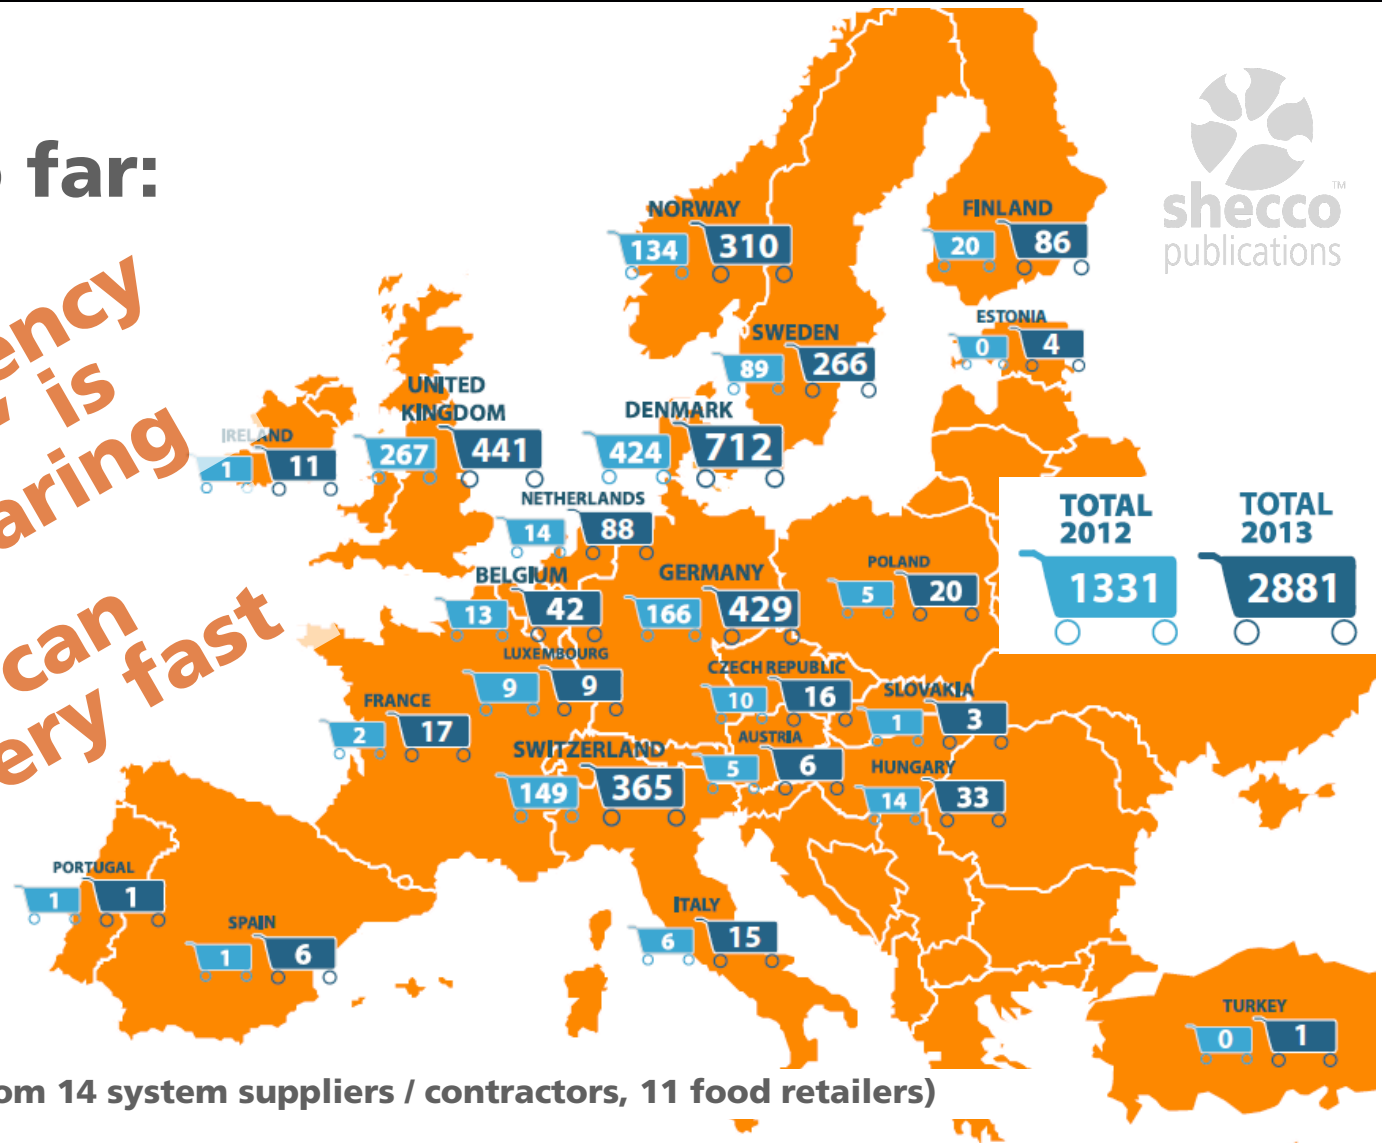 far:
is
can
fast
shecco
TM
publications
NORWAY
134 310
FINLAND
20 86
ESTONIA
0 4
SWEDEN
89 266
UNITED
KINGDOM
267 441
DENMARK
424 712
IRELAND
1 11
NETHERLANDS
14 88
TOTAL
2012
1331
TOTAL
2013
2881
BELGIUM
13 42
GERMANY
166 429
POLAND
5 20
LUXEMBOURG
9 9
CZECH REPUBLIC
10 16
SLOVAKIA
1 3
FRANCE
2 17
SWITZERLAND
149 365
AUSTRIA
5 6
HUNGARY
14 33
PORTUGAL
1 1
SPAIN
1 6
ITALY
6 15
TURKEY
0 1
om 14 system suppliers / contractors, 11 food retailers)